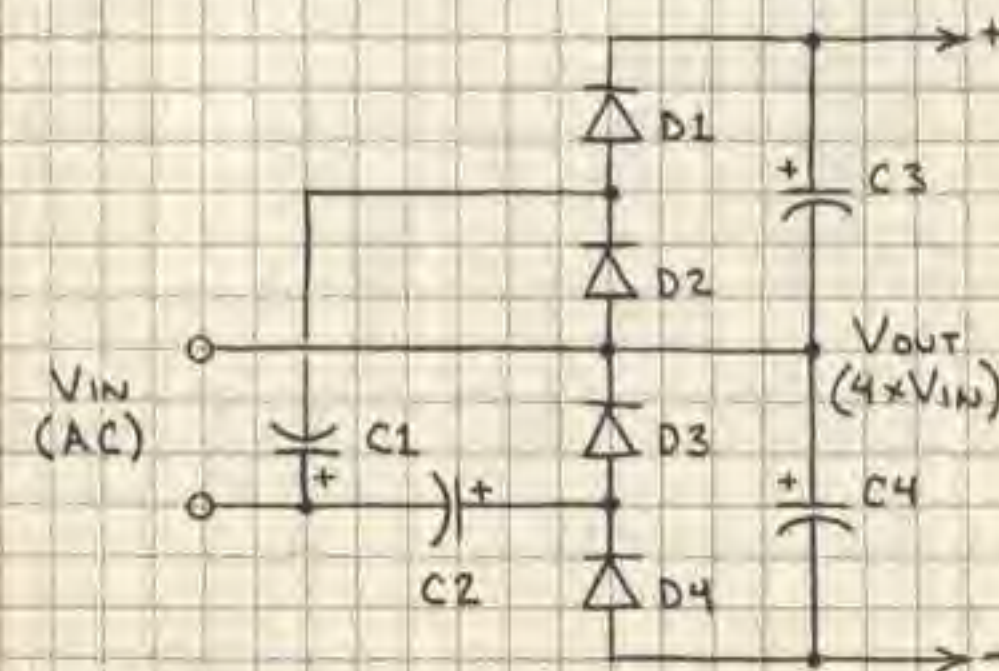 +
D1
+ C3
D2
VOUT
(4xVIN)
VIN
(AC)
C1
+
D3
+
+ C4
C2
D4
-